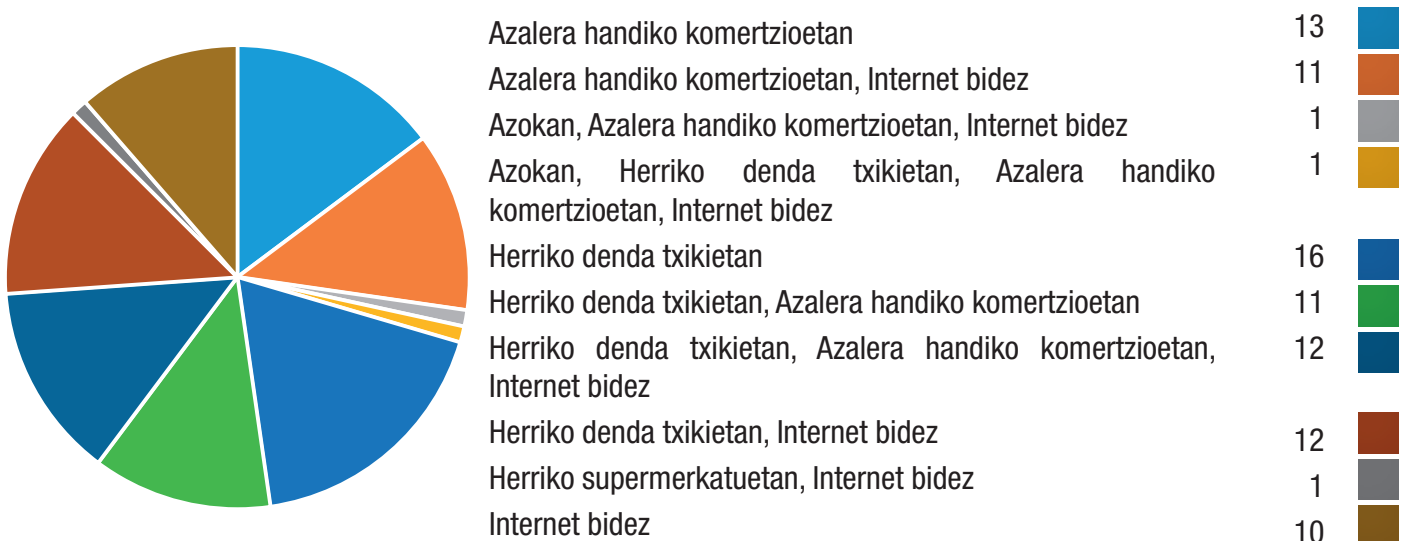 Azalera handiko komertzioetan 13
Azalera handiko komertzioetan, Internet bidez 11
Azokan, Azalera handiko komertzioetan, Internet bidez 1
Azokan, Herriko denda txikietan, Azalera handiko 1
komertzioetan, Internet bidez
Herriko denda txikietan 16
Herriko denda txikietan, Azalera handiko komertzioetan 11
Herriko denda txikietan, Azalera handiko komertzioetan, 12
Internet bidez
Herriko denda txikietan, Internet bidez 12
Herriko supermerkatuetan, Internet bidez 1
Internet bidez 10